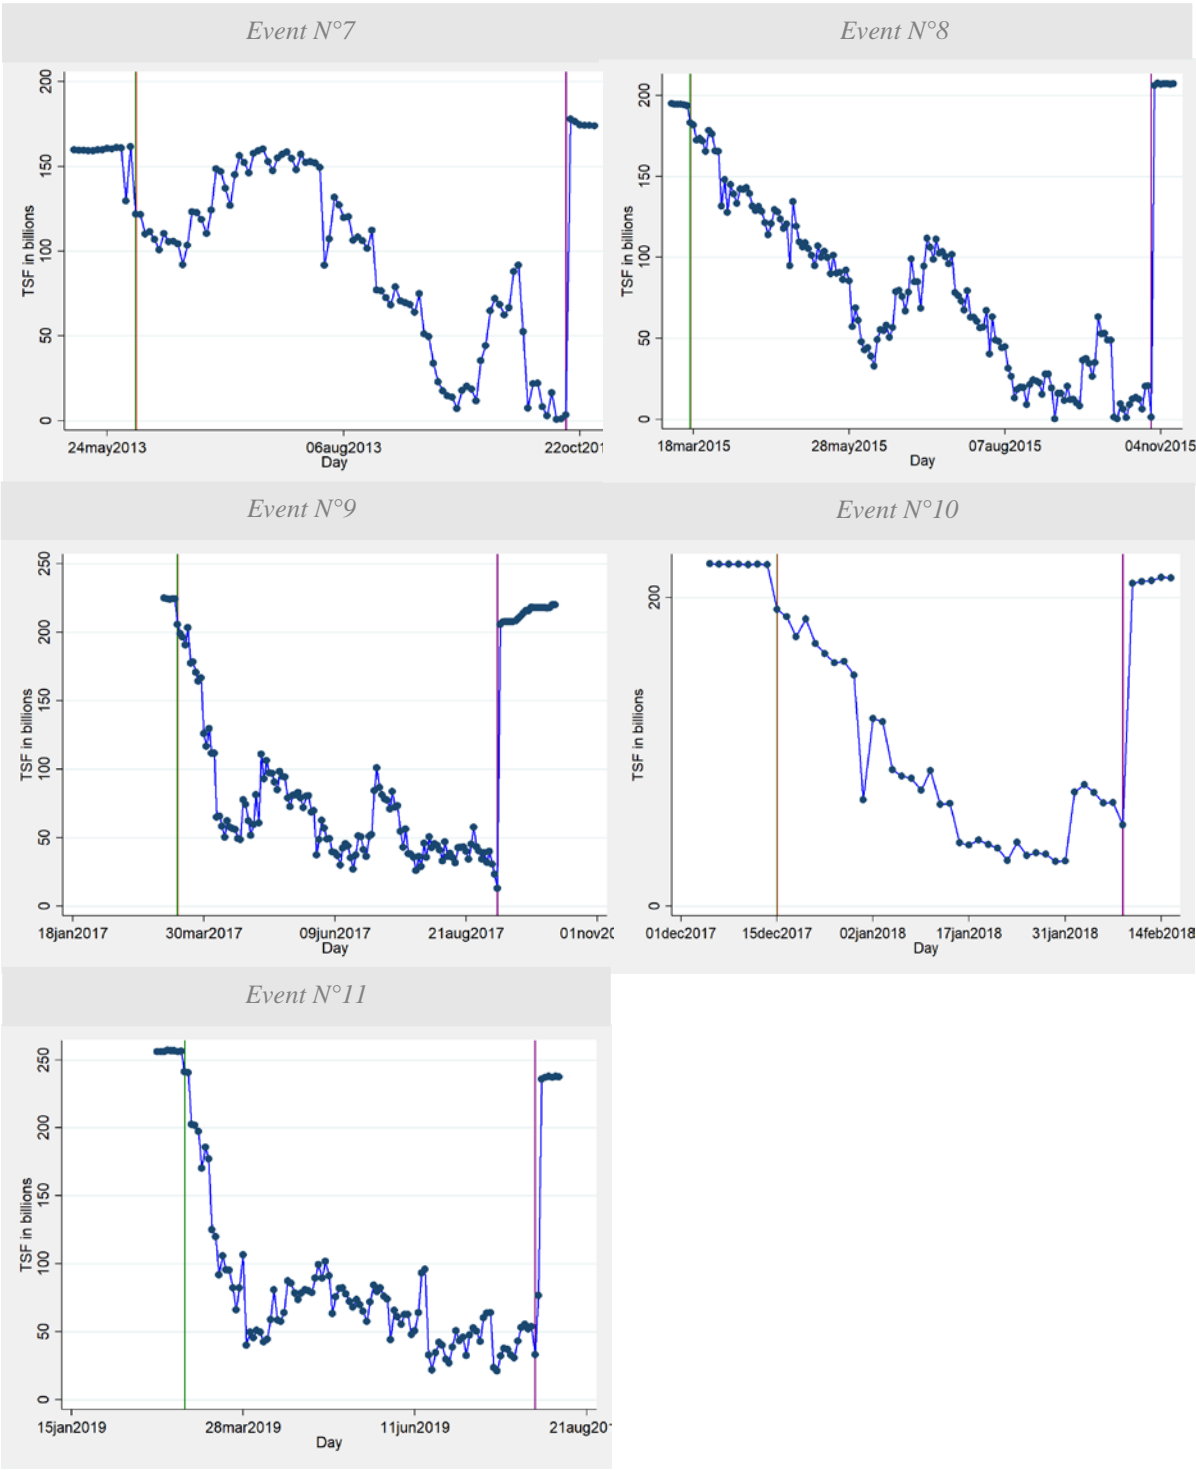 Event N°7
TSF in billions
200
150
100
50
0
24may2013 06aug2013 22oct201
Day
Event N°8
TSF in billions
200
150
100
50
0
18mar2015 28may2015 07aug2015 04nov2015
Day
Event N°9
TSF in billions
250
200
150
100
50
0
18jan2017 30mar2017 09jun2017 21aug2017 01nov20
Day
Event N°10
TSF in billions
200
0
01dec2017 15dec2017 02jan2018 17jan2018 31jan2018 14feb2018
Day
Event N°11
TSF in billions
250
200
150
100
50
0
15jan2019 28mar2019 11jun2019 21aug201
Day